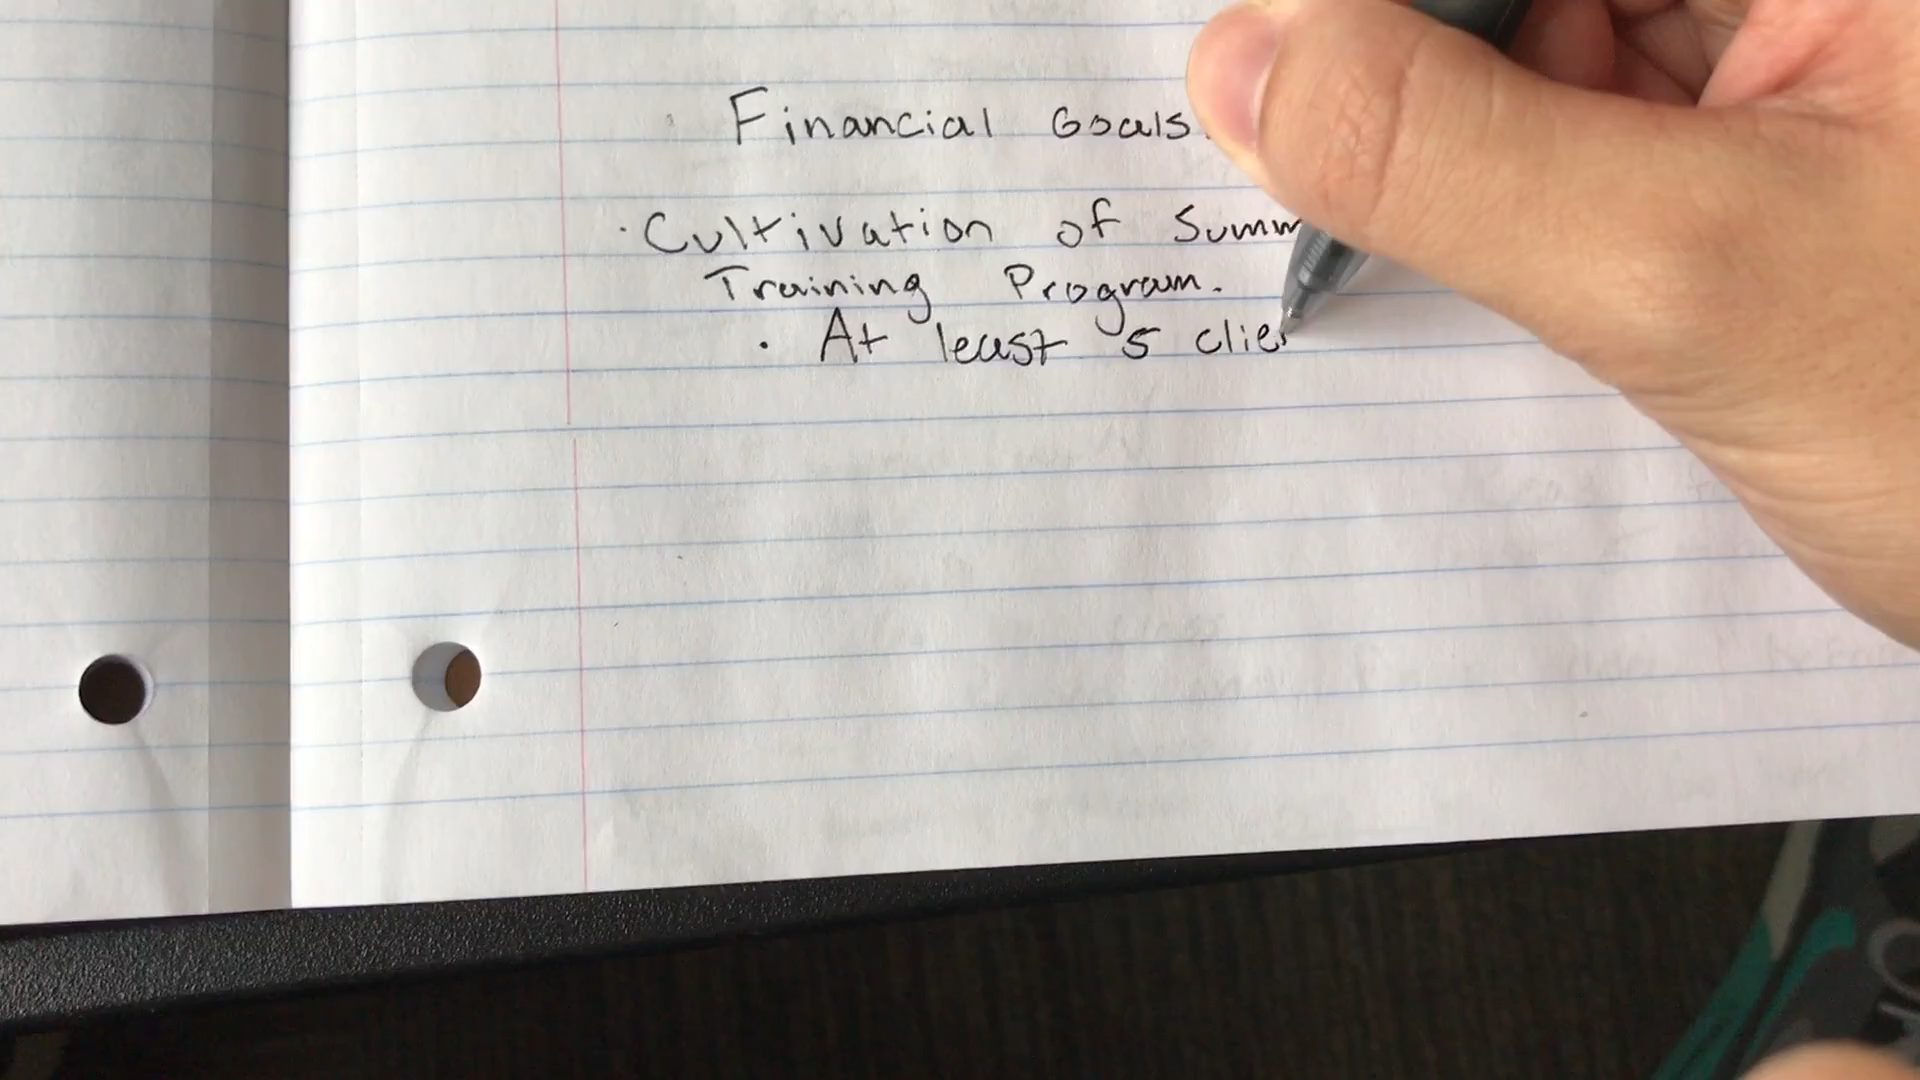 Financial Goals
· Cultivation of Summ
Training Program.
· At least 5 clie